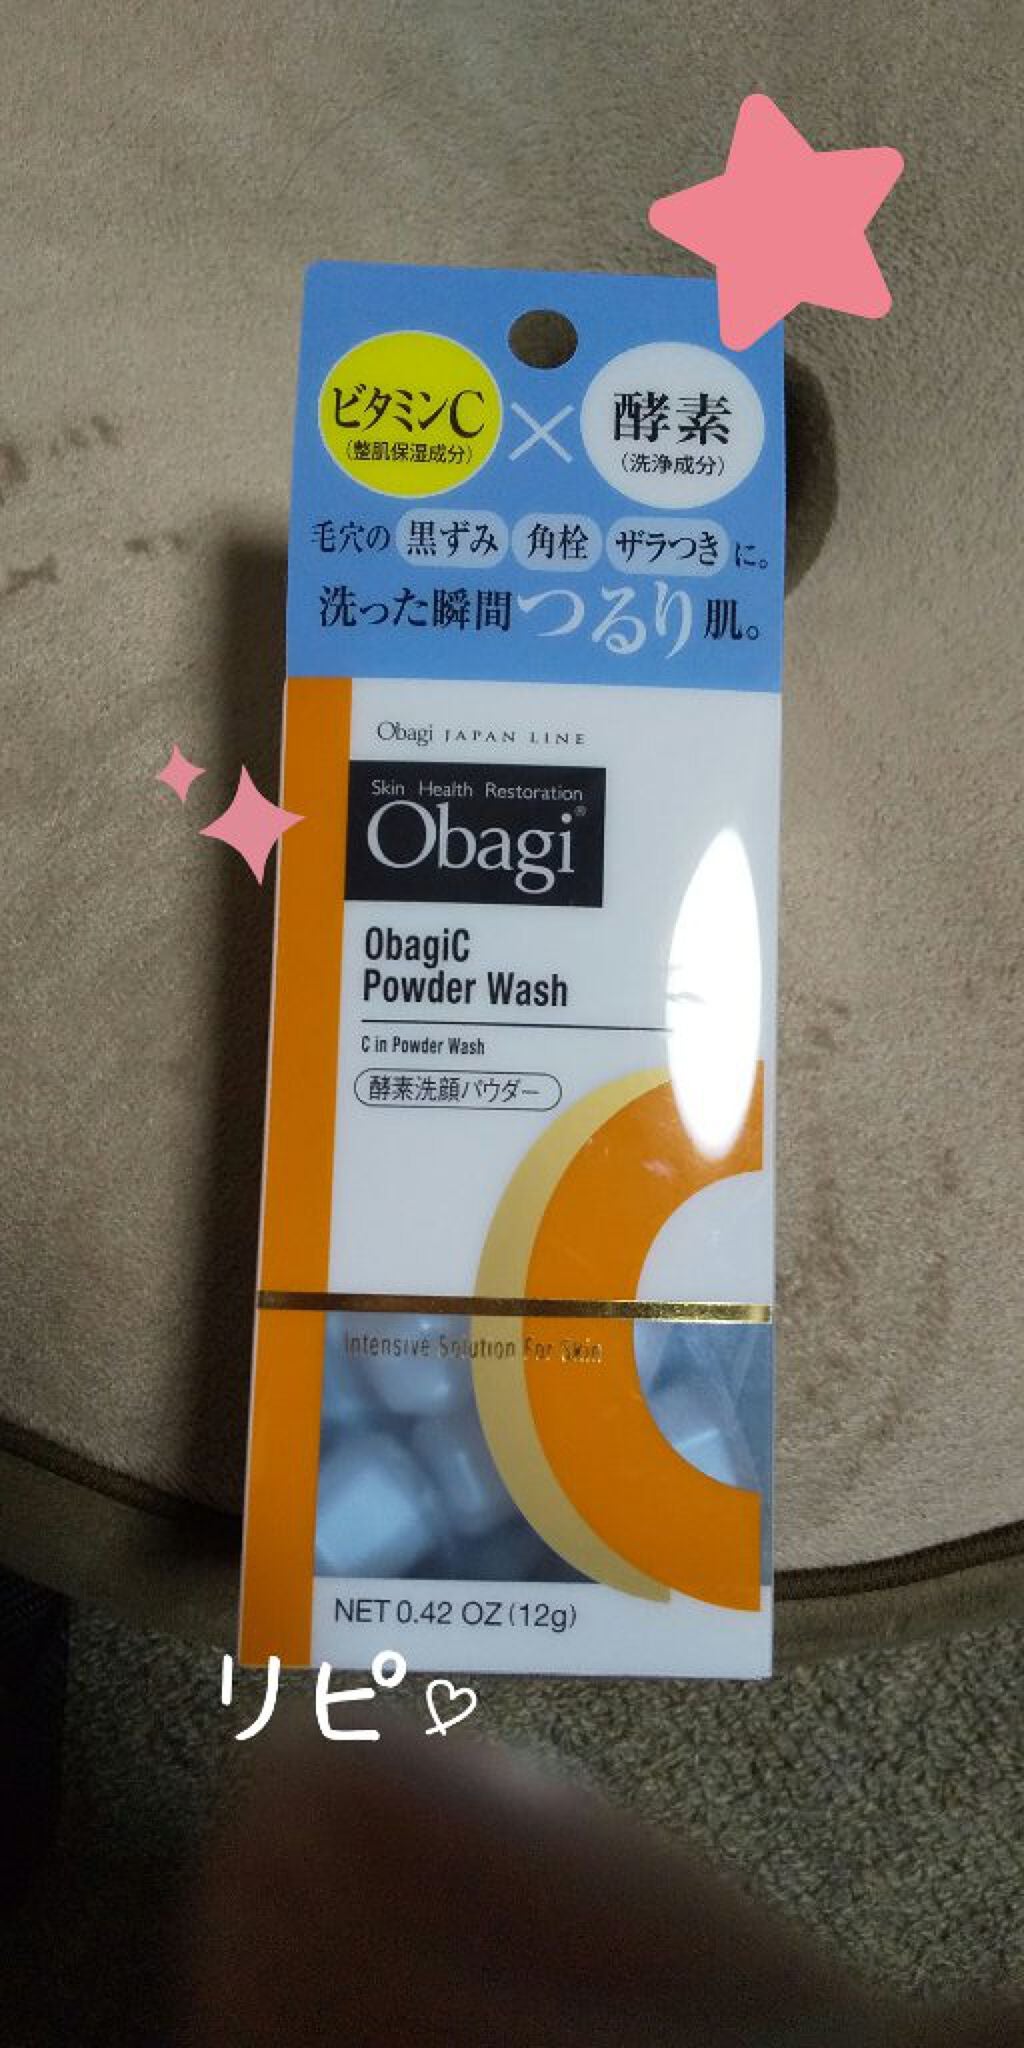 ビタミンC
(整肌保湿成分)
×
酵素
(洗浄成分)
毛穴の 黒ずみ 角栓 ザラつき に。
洗った瞬間つるり肌。
Obagi JAPAN LINE
Skin Health Restoration
Obagi®
ObagiC
Powder Wash
C in Powder Wash
酵素洗顔パウダー
Intensive Solution For Skin
NET 0.42 OZ (12g)
リピ♡